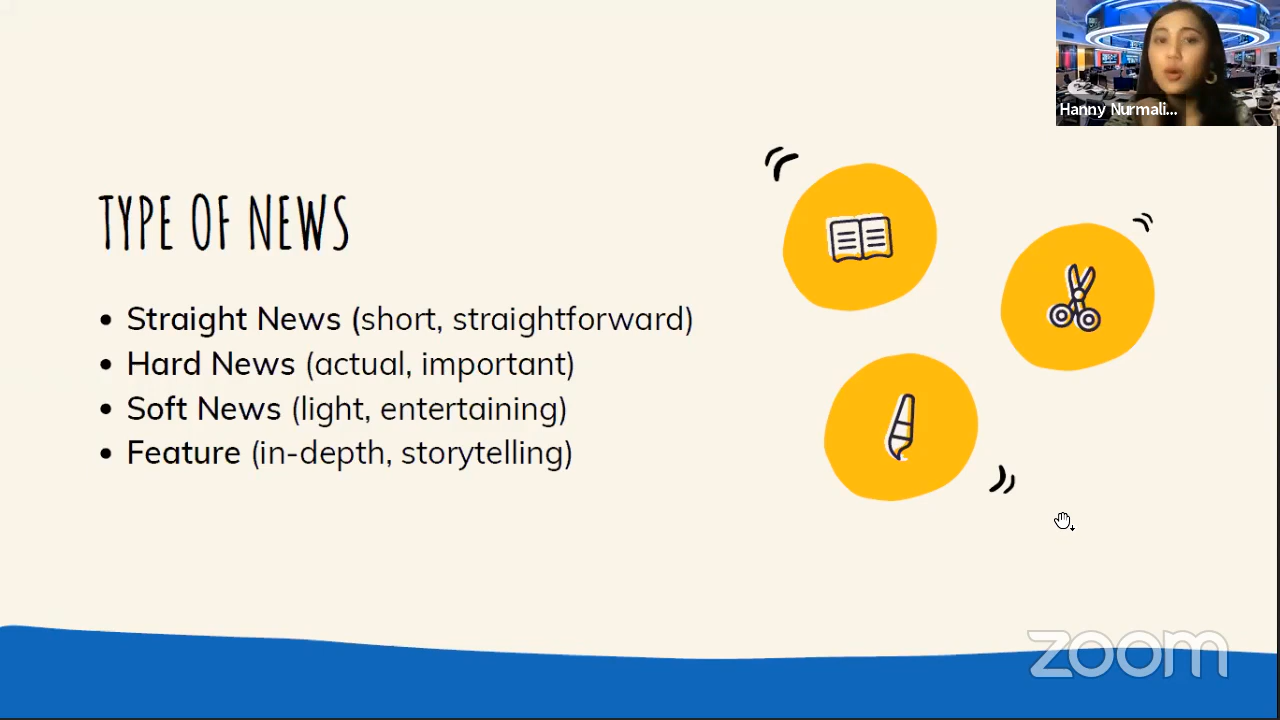 Hanny Nurmali...
TYPE OF NEWS
• Straight News (short, straightforward)
• Hard News (actual, important)
• Soft News (light, entertaining)
• Feature (in-depth, storytelling)
zoom